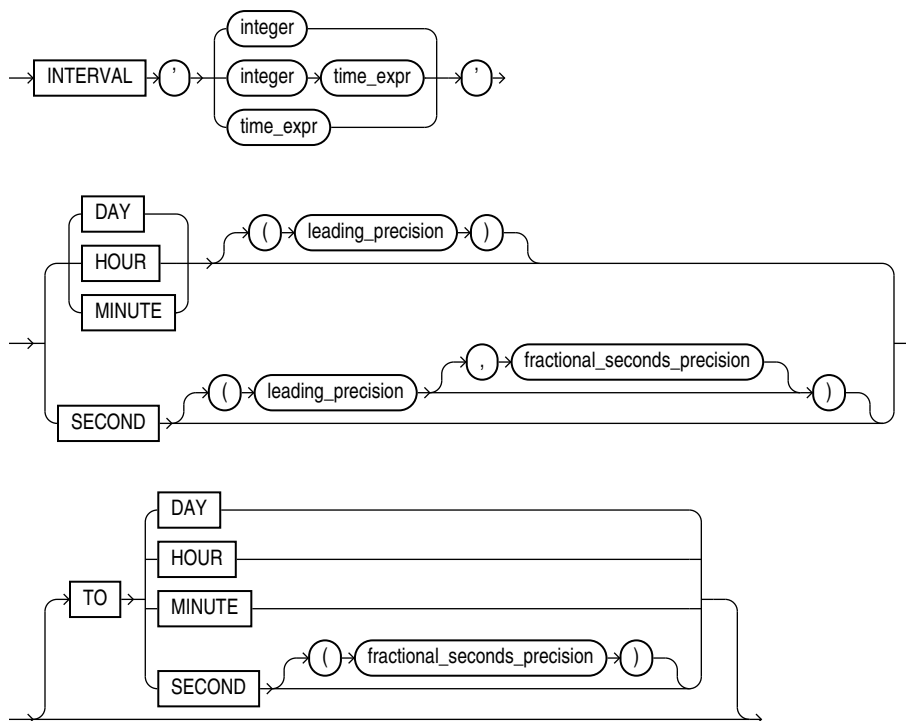 integer
INTERVAL ' integer time_expr '
time_expr
DAY ( leading_precision )
HOUR
MINUTE
, fractional_seconds_precision
SECOND ( leading_precision )
DAY
HOUR
TO MINUTE
SECOND ( fractional_seconds_precision )